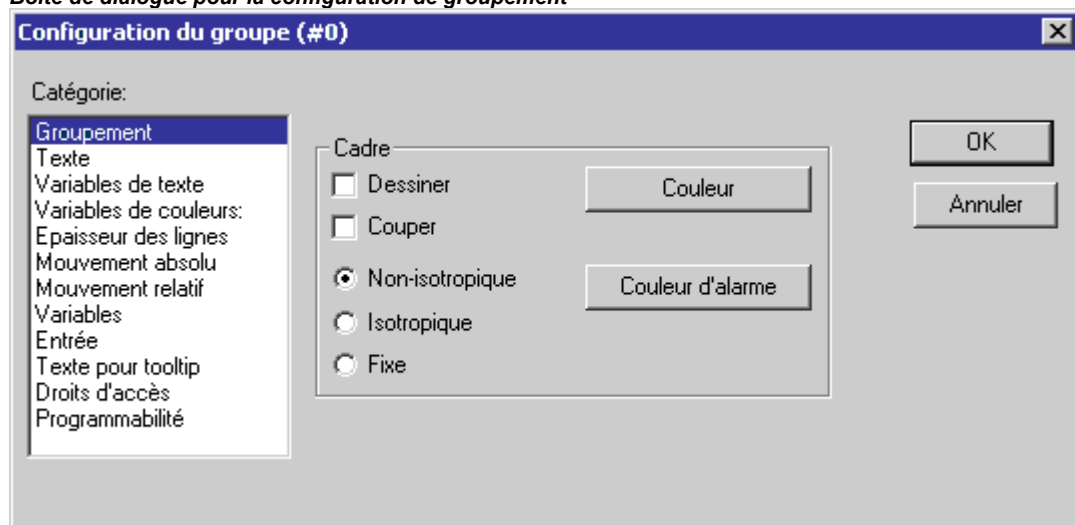 Boîte de dialogue pour la configuration de groupement
Configuration du groupe (#0)
Catégorie:
Groupement
Texte
Variables de texte
Variables de couleurs:
Epaisseur des lignes
Mouvement absolu
Mouvement relatif
Variables
Entrée
Texte pour tooltip
Droits d'accès
Programmabilité
Cadre
Dessiner
Couper
Non-isotropique
Isotropique
Fixe
Couleur
Couleur d'alarme
OK
Annuler